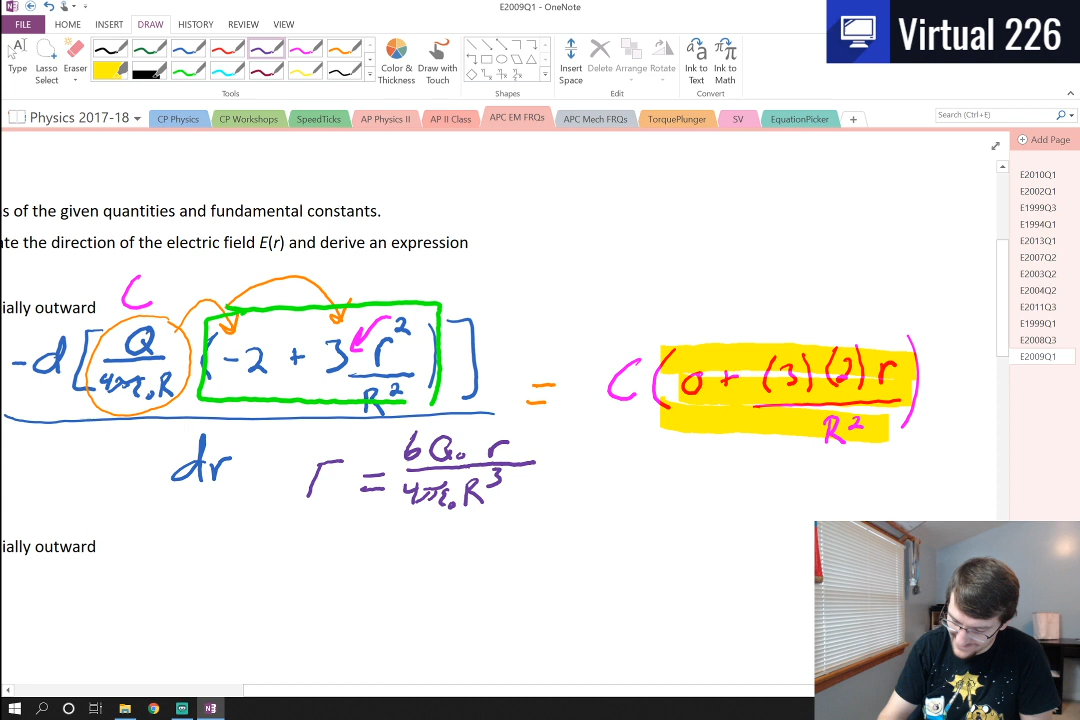 E2009Q1 - OneNote
FILE HOME INSERT DRAW HISTORY REVIEW VIEW
Virtual 226
Type Lasso Select Eraser Color & Thickness Draw with Touch Insert Space Delete Arrange Rotate Ink to Text Ink to Math
Tools Shapes Edit Convert
Physics 2017-18 CP Physics CP Workshops SpeedTicks AP Physics II AP II Class APC EM FRQs APC Mech FRQs TorquePlunger SV EquationPicker Search (Ctrl+E)
Add Page
E2010Q1
E2002Q1
E1999Q3
E1994Q1
E2013Q1
E2007Q2
E2003Q2
E2004Q2
E2011Q3
E1999Q1
E2008Q3
E2009Q1
s of the given quantities and fundamental constants.
ate the direction of the electric field E(r) and derive an expression
C
ially outward
-d[Q/4πε₀R (-2 + 3 r²/R²)] = C(0 + (3)(2)r/R²)
dr
r = 6Q₀ r/4πε₀R³
ially outward